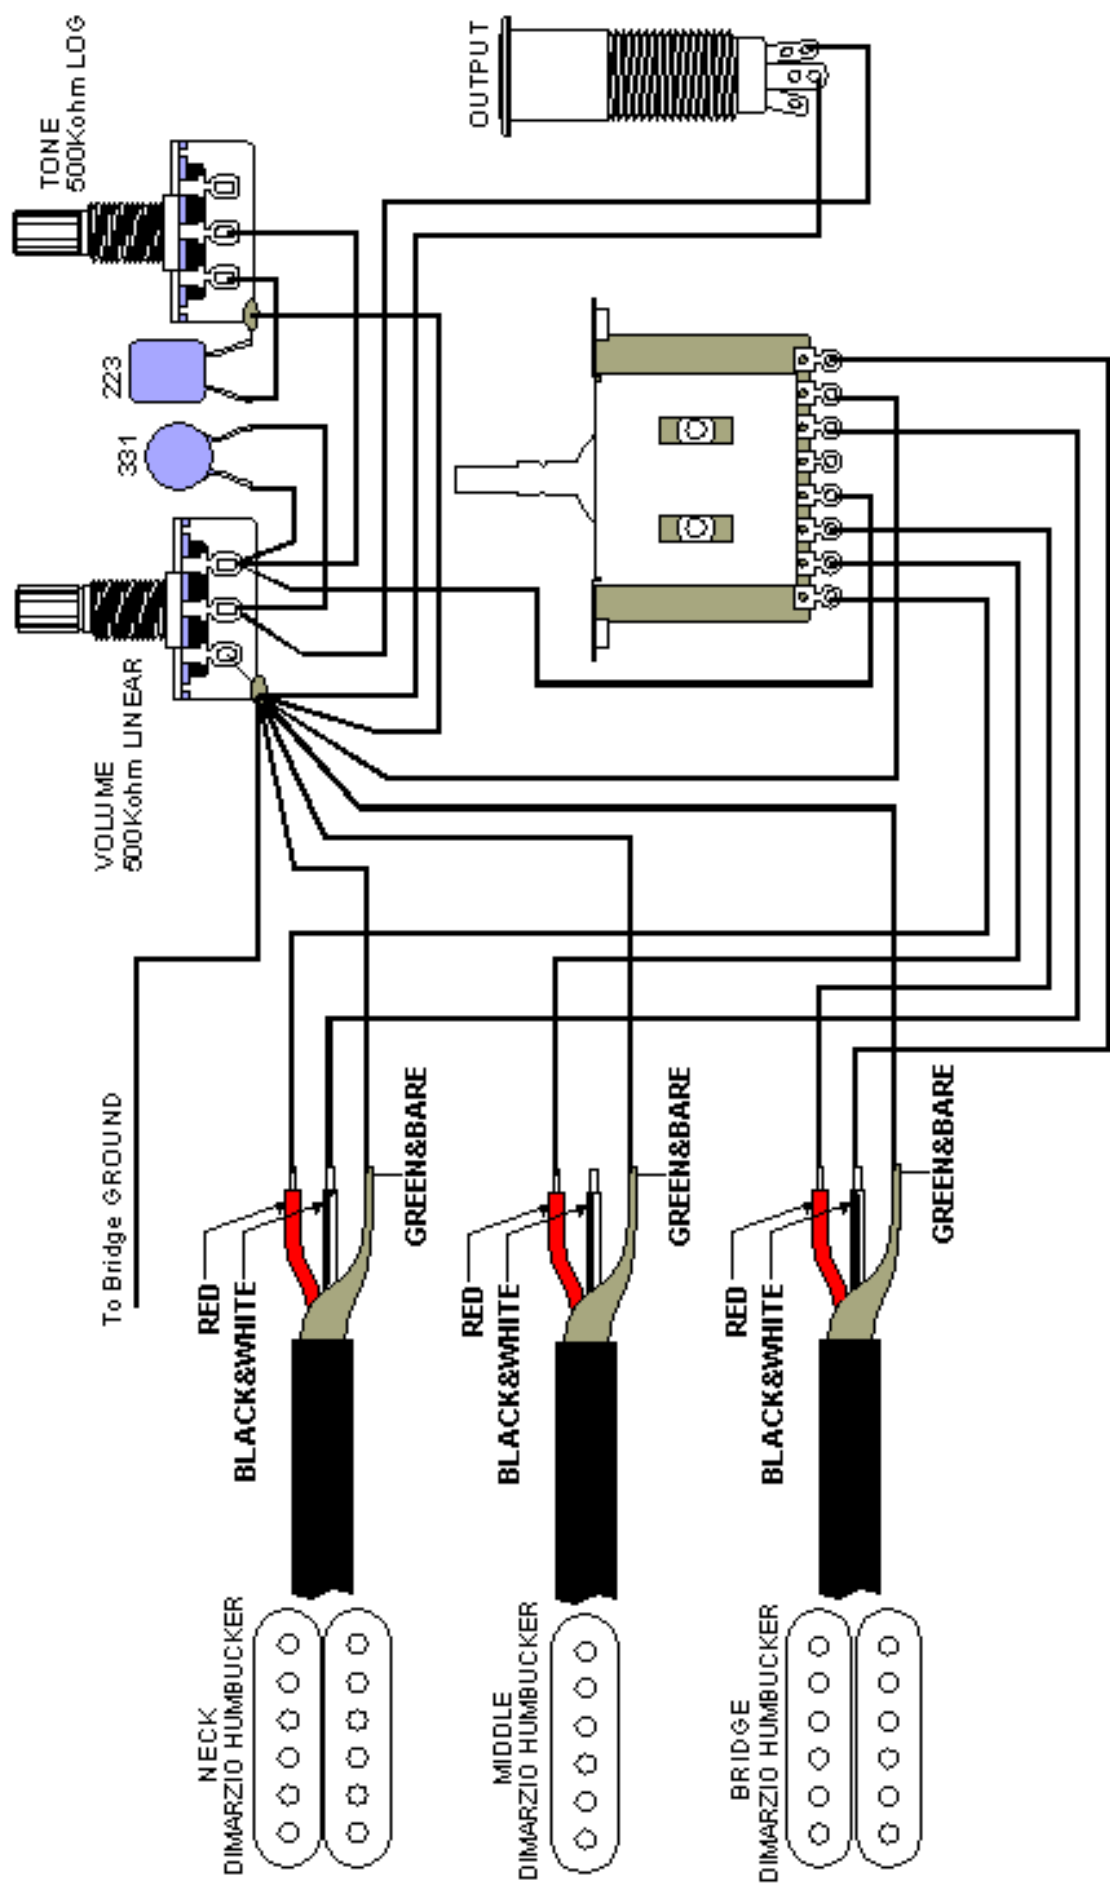 NECK
DIMARZIO HUMBUCKER
RED
BLACK&WHITE
GREEN&BARE
To Bridge GROUND
MIDDLE
DIMARZIO HUMBUCKER
RED
BLACK&WHITE
GREEN&BARE
BRIDGE
DIMARZIO HUMBUCKER
RED
BLACK&WHITE
GREEN&BARE
VOLUME
500Kohm LINEAR
331
223
TONE
500Kohm LOG
OUTPUT